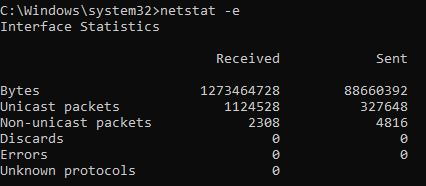 C:\Windows\system32>netstat -e
Interface Statistics
Received Sent
Bytes 1273464728 88660392
Unicast packets 1124528 327648
Non-unicast packets 2308 4816
Discards 0 0
Errors 0 0
Unknown protocols 0